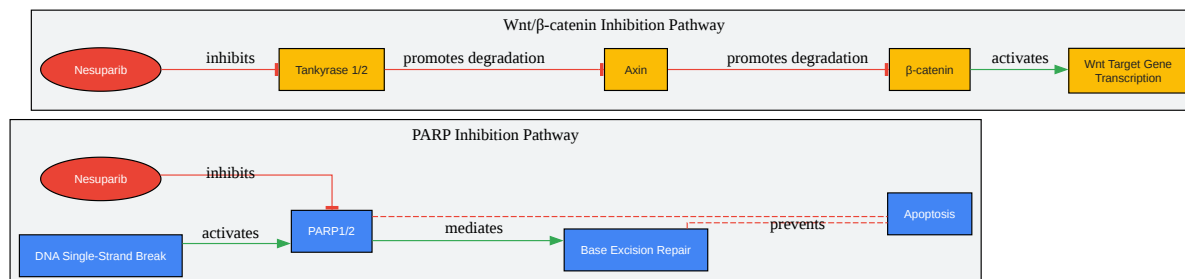 Wnt/β-catenin Inhibition Pathway
Nesuparib
inhibits
Tankyrase 1/2
promotes degradation
Axin
promotes degradation
β-catenin
activates
Wnt Target Gene
Transcription
PARP Inhibition Pathway
Nesuparib
inhibits
PARP1/2
Apoptosis
prevents
activates
mediates
DNA Single-Strand Break
Base Excision Repair